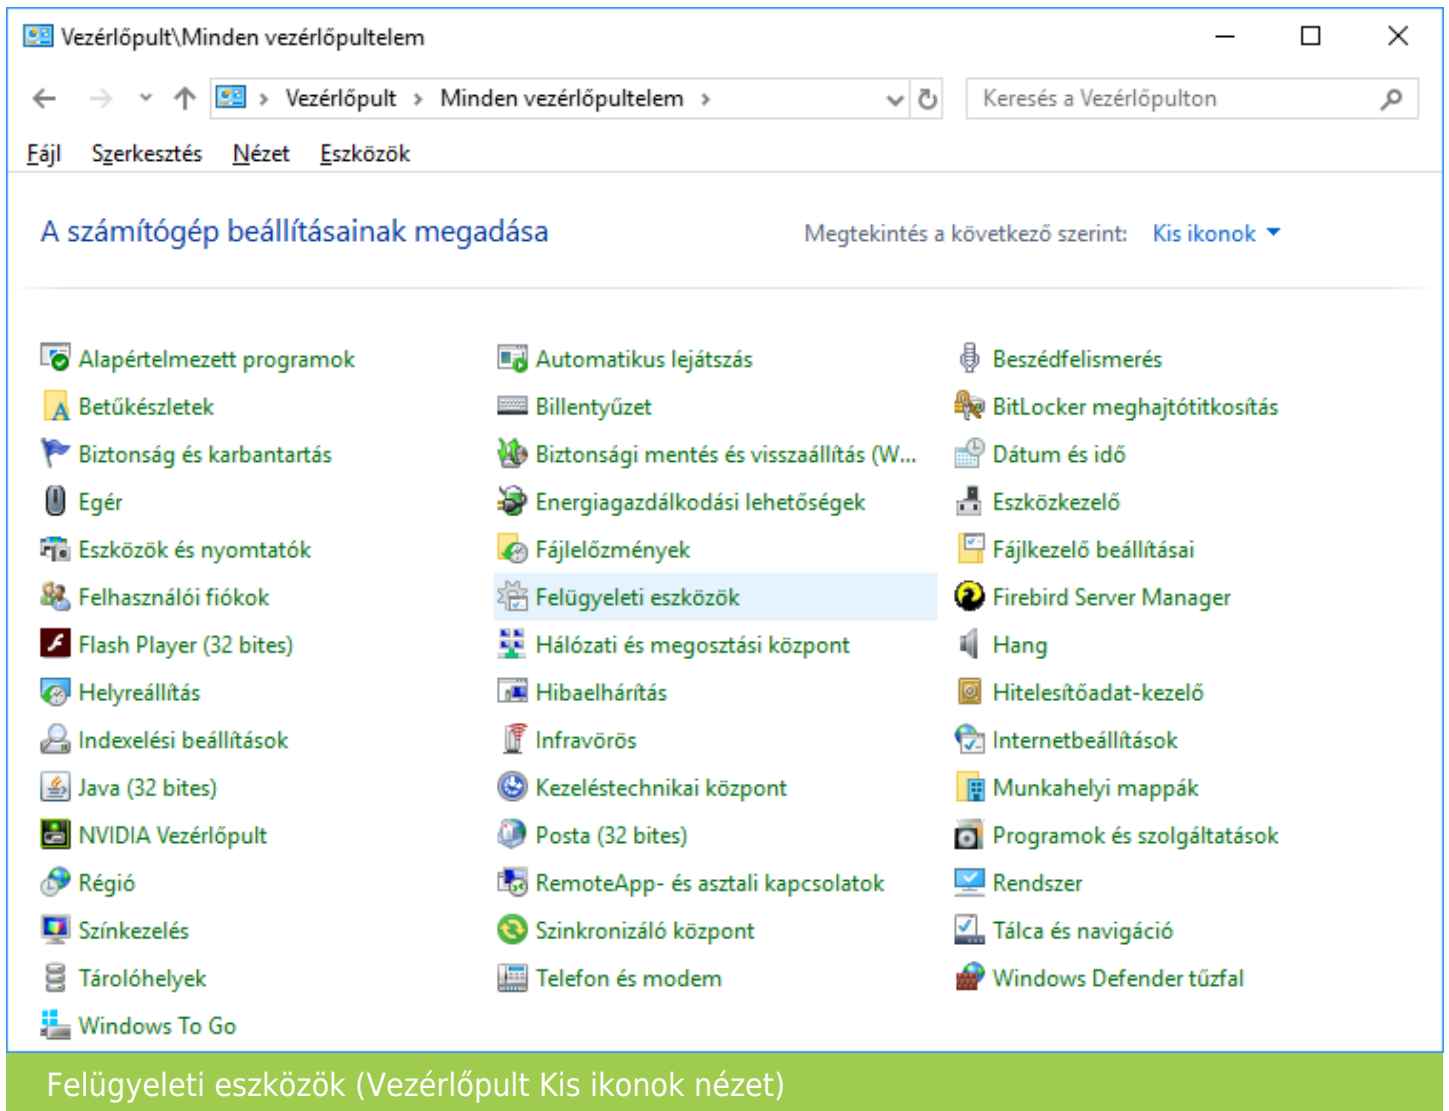 Vezérlőpult\Minden vezérlőpultelem
Vezérlőpult > Minden vezérlőpultelem >
Keresés a Vezérlőpulton
Fájl Szerkesztés Nézet Eszközök
A számítógép beállításainak megadása
Megtekintés a következő szerint: Kis ikonok
Alapértelmezett programok
Automatikus lejátszás
Beszédfelismerés
Betűkészletek
Billentyűzet
BitLocker meghajtótitkosítás
Biztonság és karbantartás
Biztonsági mentés és visszaállítás (W...
Dátum és idő
Egér
Energiagazdálkodási lehetőségek
Eszközkezelő
Eszközök és nyomtatók
Fájlelőzmények
Fájlkezelő beállításai
Felhasználói fiókok
Felügyeleti eszközök
Firebird Server Manager
Flash Player (32 bites)
Hálózati és megosztási központ
Hang
Helyreállítás
Hibaelhárítás
Hitelesítőadat-kezelő
Indexelési beállítások
Infravörös
Internetbeállítások
Java (32 bites)
Kezeléstechnikai központ
Munkahelyi mappák
NVIDIA Vezérlőpult
Posta (32 bites)
Programok és szolgáltatások
Régió
RemoteApp- és asztali kapcsolatok
Rendszer
Színkezelés
Szinkronizáló központ
Tálca és navigáció
Tárolóhelyek
Telefon és modem
Windows Defender tűzfal
Windows To Go
Felügyeleti eszközök (Vezérlőpult Kis ikonok nézet)